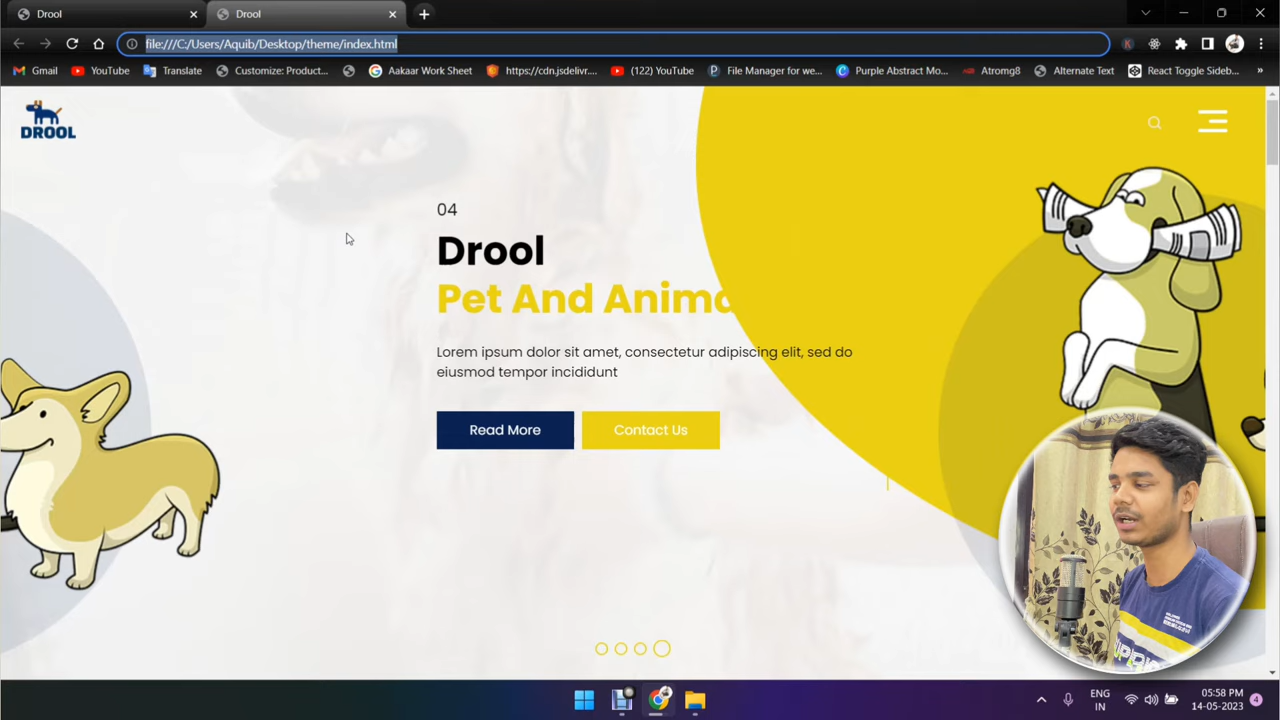 Drool
Drool
file:///C:/Users/Aquib/Desktop/theme/index.html
Gmail YouTube Translate Customize: Product... Aakaar Work Sheet https://cdn.jsdelivr.... (122) YouTube File Manager for we... Purple Abstract Mo... Atromg8 Alternate Text React Toggle Sideb... »
DROOL
04
Drool
Pet And Anima
Lorem ipsum dolor sit amet, consectetur adipiscing elit, sed do
eiusmod tempor incididunt
Read More Contact Us
ENG
IN
05:58 PM
14-05-2023
4